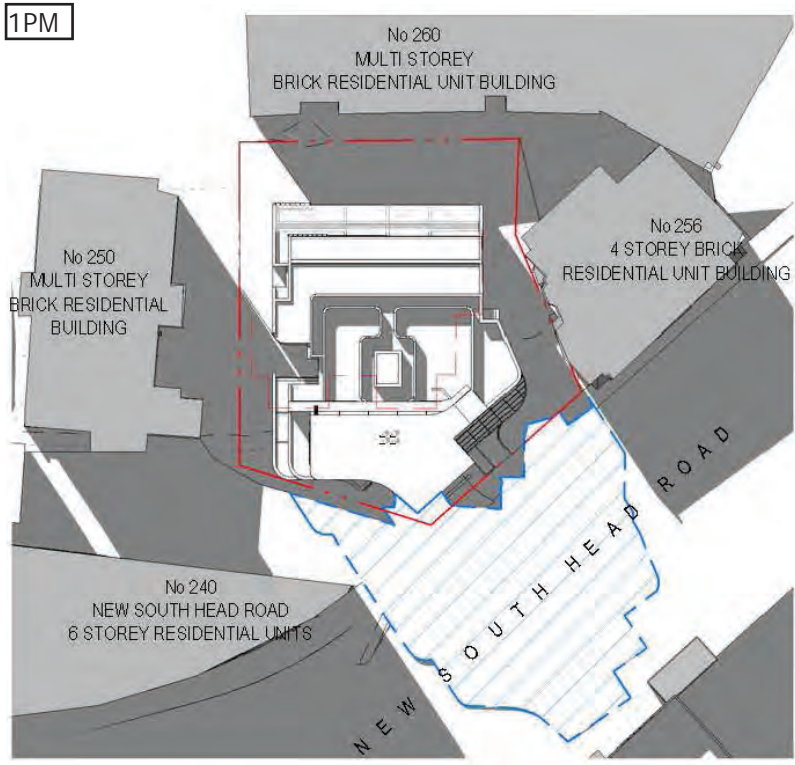 1PM
No 260
MULTI STOREY
BRICK RESIDENTIAL UNIT BUILDING
No 256
4 STOREY BRICK
RESIDENTIAL UNIT BUILDING
No 250
MULTI STOREY
BRICK RESIDENTIAL
BUILDING
No 240
NEW SOUTH HEAD ROAD
6 STOREY RESIDENTIAL UNITS
NEW SOUTH HEAD ROAD